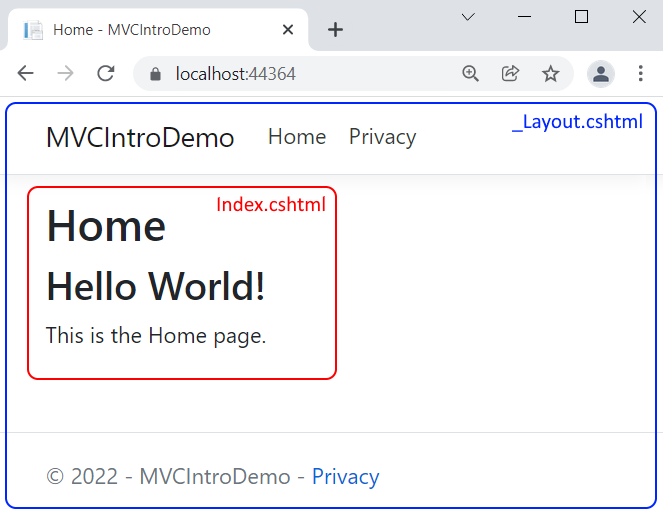 Home - MVCIntroDemo
localhost:44364
MVCIntroDemo Home Privacy _Layout.cshtml
Index.cshtml
Home
Hello World!
This is the Home page.
© 2022 - MVCIntroDemo - Privacy